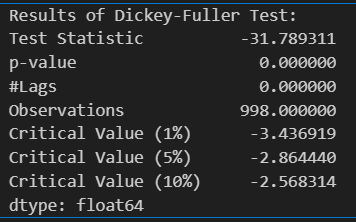 Results of Dickey-Fuller Test:
Test Statistic -31.789311
p-value 0.000000
#Lags 0.000000
Observations 998.000000
Critical Value (1%) -3.436919
Critical Value (5%) -2.864440
Critical Value (10%) -2.568314
dtype: float64